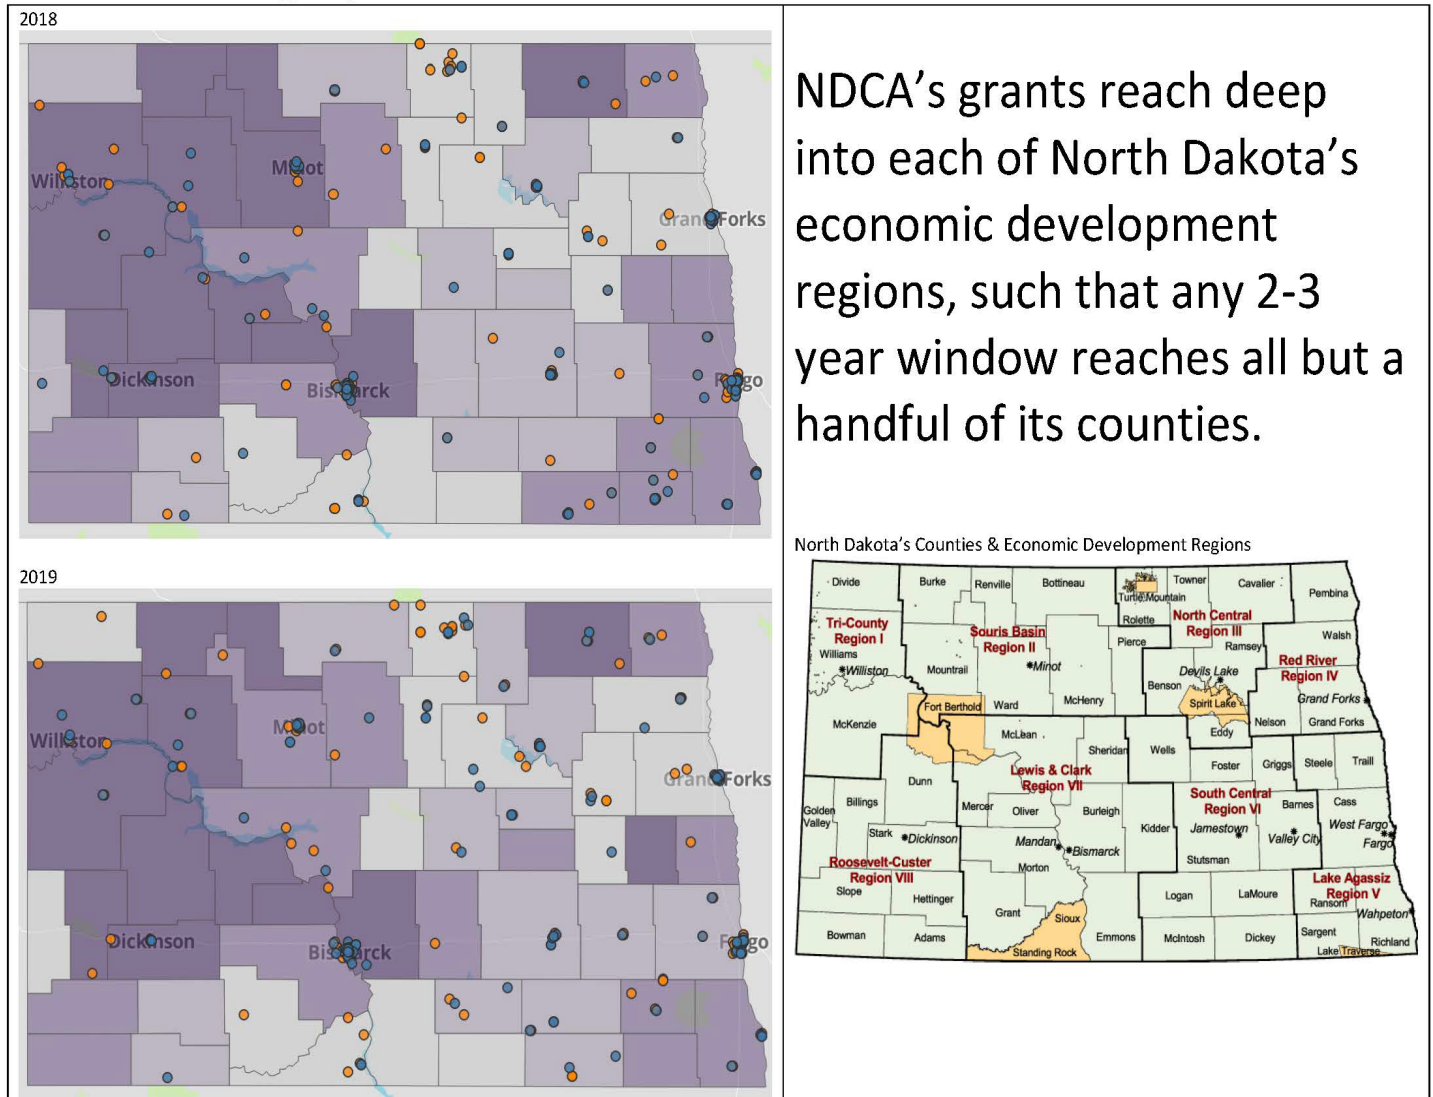 2018
Williston
Minot
Grand Forks
Dickinson
Bismarck
Fargo
2019
Williston
Minot
Grand Forks
Dickinson
Bismarck
Fargo
NDCA’s grants reach deep
into each of North Dakota’s
economic development
regions, such that any 2-3
year window reaches all but a
handful of its counties.
North Dakota’s Counties & Economic Development Regions
Divide
Burke
Renville
Bottineau
Turtle Mountain
Rolette
Towner
Cavalier
Pembina
Tri-County
Region I
Williams
Williston
McKenzie
Souris Basin
Region II
Mountrail
Minot
Ward
McHenry
Pierce
North Central
Region III
Ramsey
Devils Lake
Benson
Spirit Lake
Eddy
Walsh
Red River
Region IV
Grand Forks
Nelson
Grand Forks
Fort Berthold
McLean
Sheridan
Wells
Foster
Griggs
Steele
Traill
Dunn
Lewis & Clark
Region VII
Mercer
Oliver
Burleigh
Kidder
Mandan
Bismarck
Morton
South Central
Region VI
Barnes
Jamestown
Valley City
Stutsman
Cass
West Fargo
Fargo
Golden
Valley
Billings
Stark
Dickinson
Roosevelt-Custer
Region VIII
Slope
Hettinger
Bowman
Adams
Grant
Sioux
Standing Rock
Emmons
Logan
LaMoure
McIntosh
Dickey
Lake Agassiz
Region V
Ransom
Wahpeton
Sargent
Richland
Lake Traverse